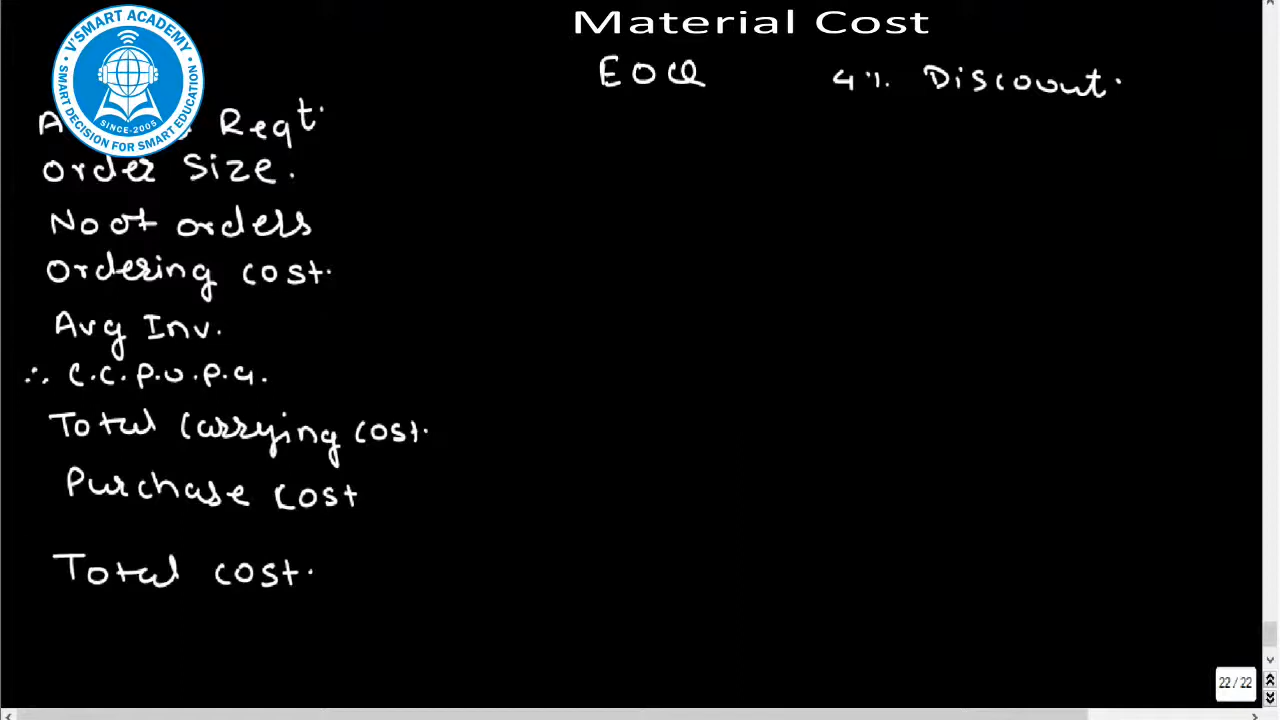 Material Cost
V'SMART ACADEMY
SMART DECISION FOR SMART EDUCATION
SINCE-2005
EOQ 4% Discount.
Reqt.
Order Size.
No of orders
Ordering cost.
Avg Inv.
∴ C.C.P.U.P.A.
Total Carrying cost.
Purchase cost
Total cost.
22 / 22